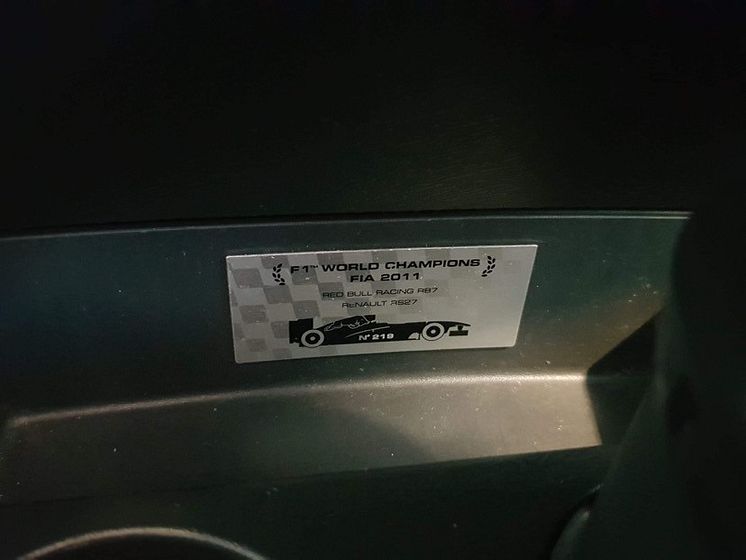 F1™ WORLD CHAMPIONS
FIA 2011
RED BULL RACING RB7
RENAULT RS27
N° 219